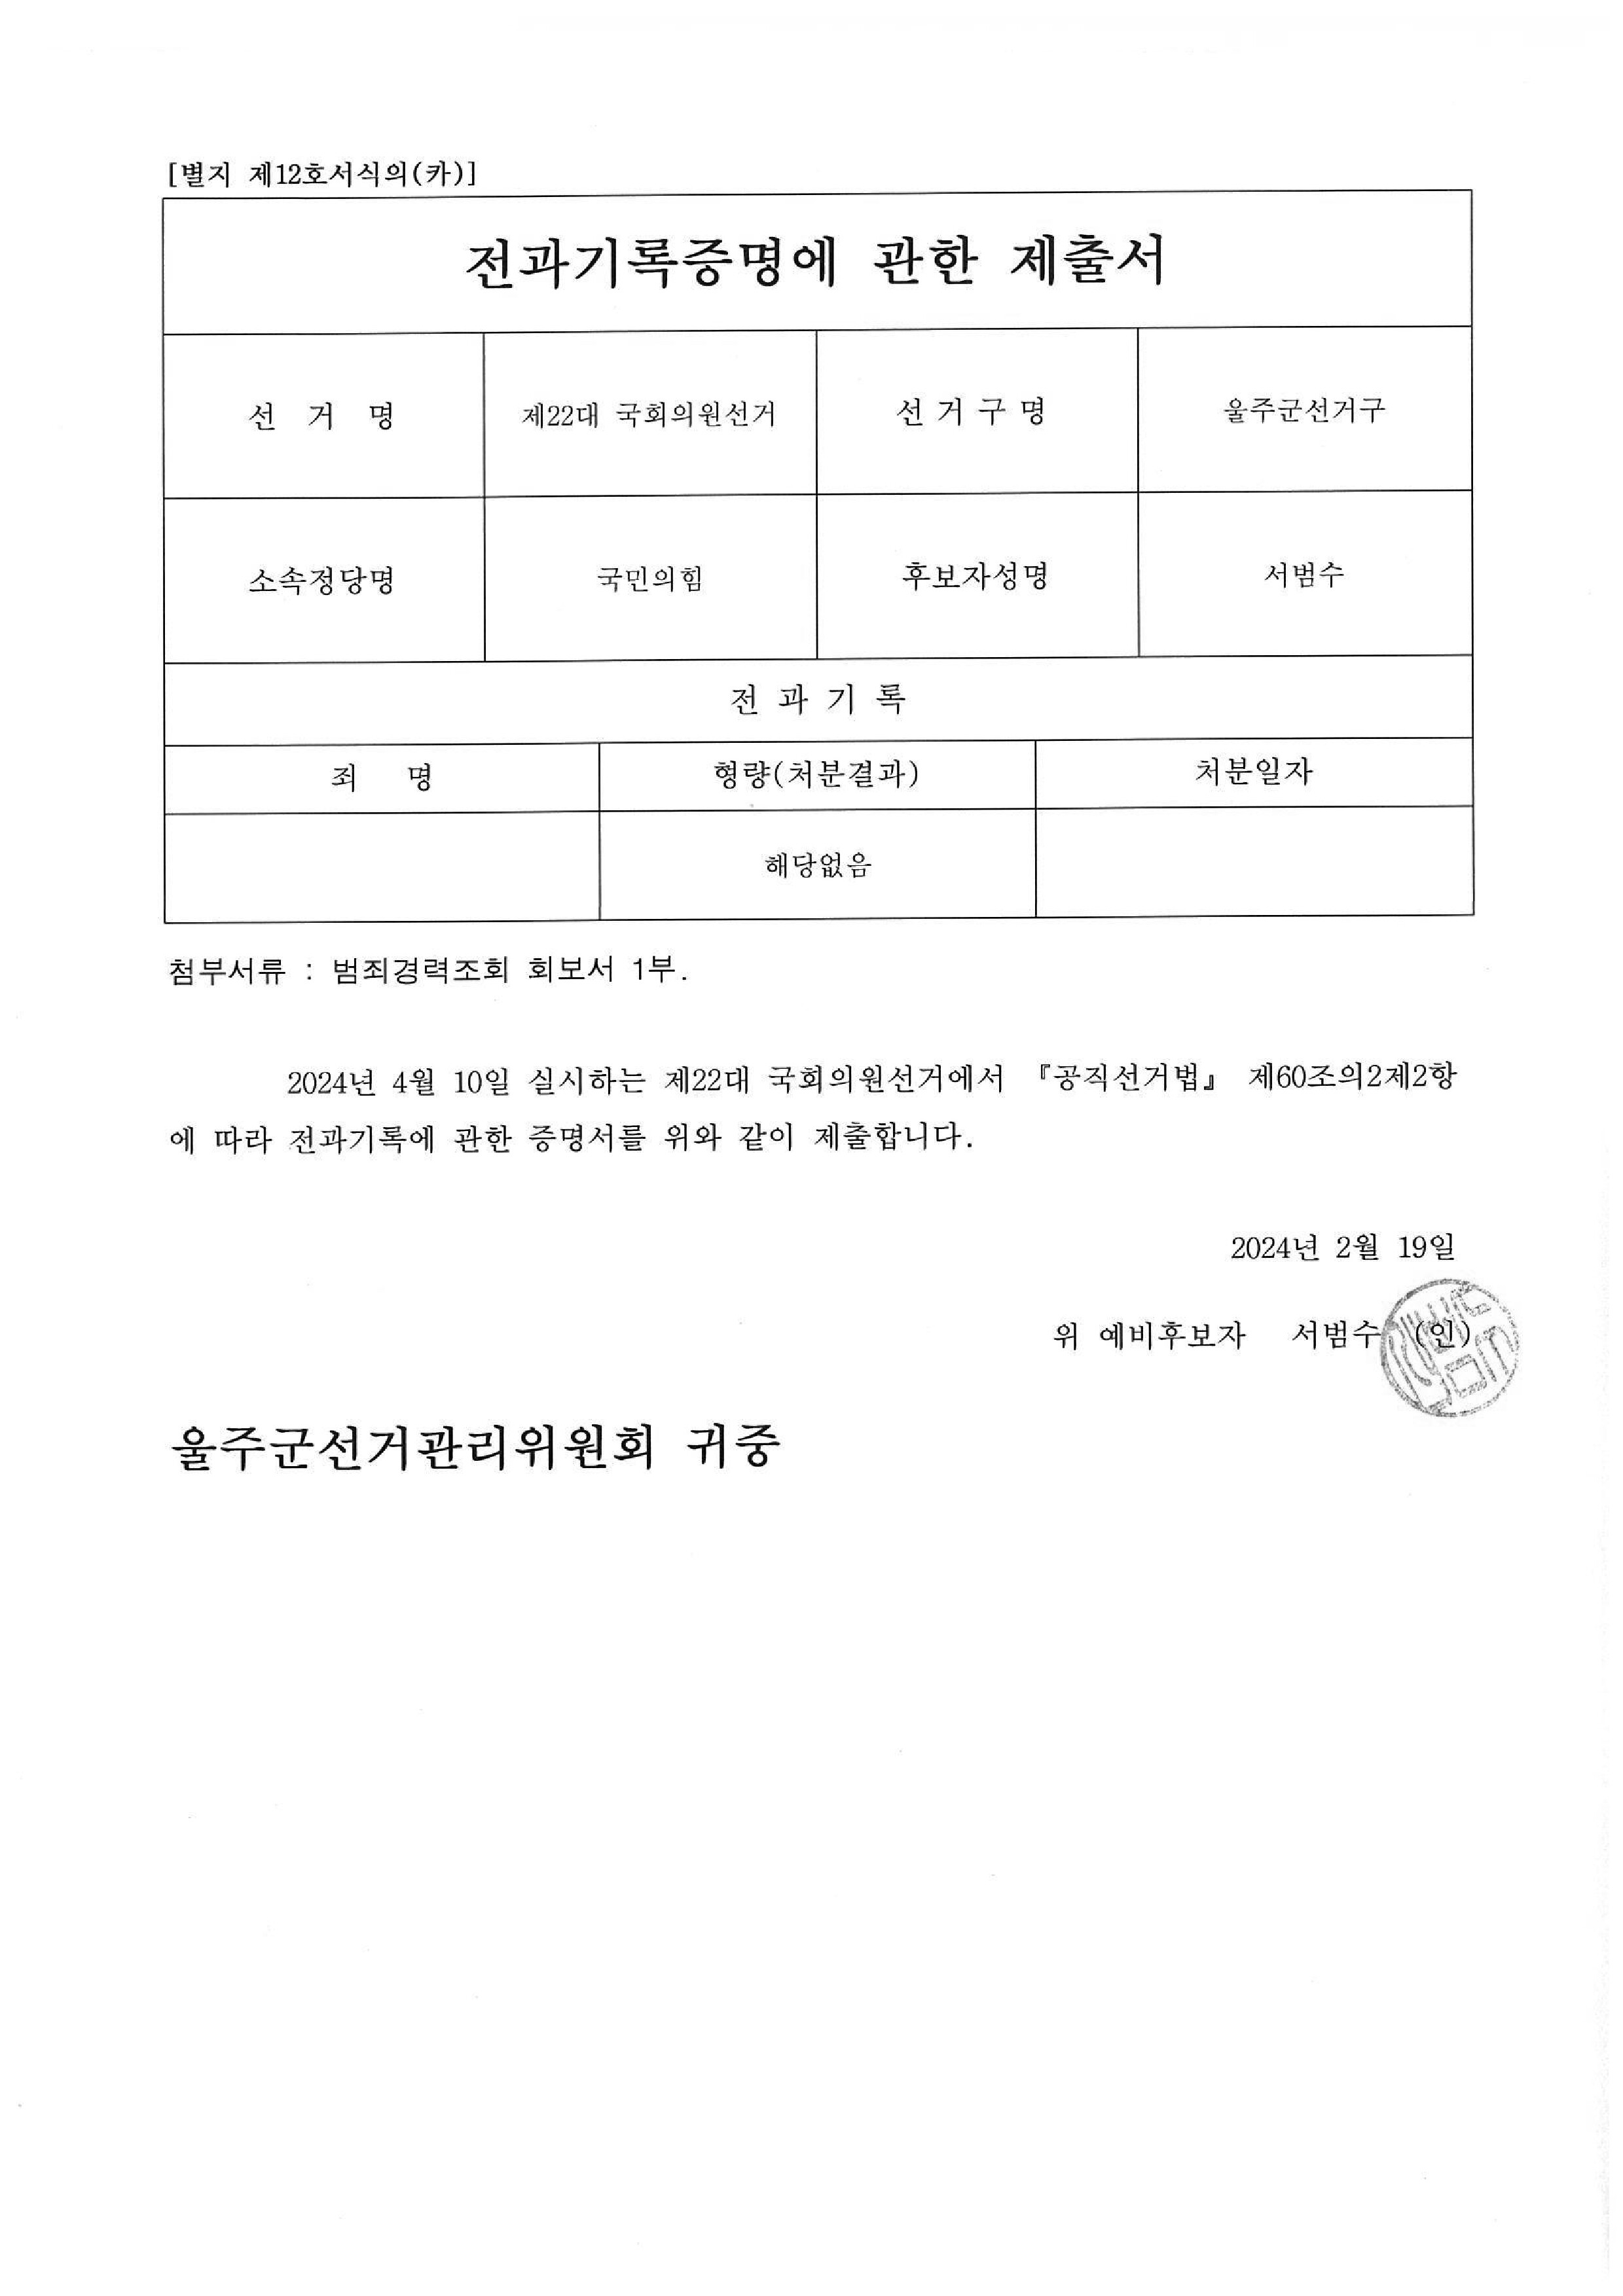 [별지 제12호서식의(카)]
전과기록증명에 관한 제출서
선 거 명 제22대 국회의원선거 선거구명 울주군선거구
소속정당명 국민의힘 후보자성명 서범수
전 과 기 록
죄 명 형량(처분결과) 처분일자
해당없음
첨부서류 : 범죄경력조회 회보서 1부.
2024년 4월 10일 실시하는 제22대 국회의원선거에서 『공직선거법』 제60조의2제2항
에 따라 전과기록에 관한 증명서를 위와 같이 제출합니다.
2024년 2월 19일
위 예비후보자 서범수 (인)
울주군선거관리위원회 귀중